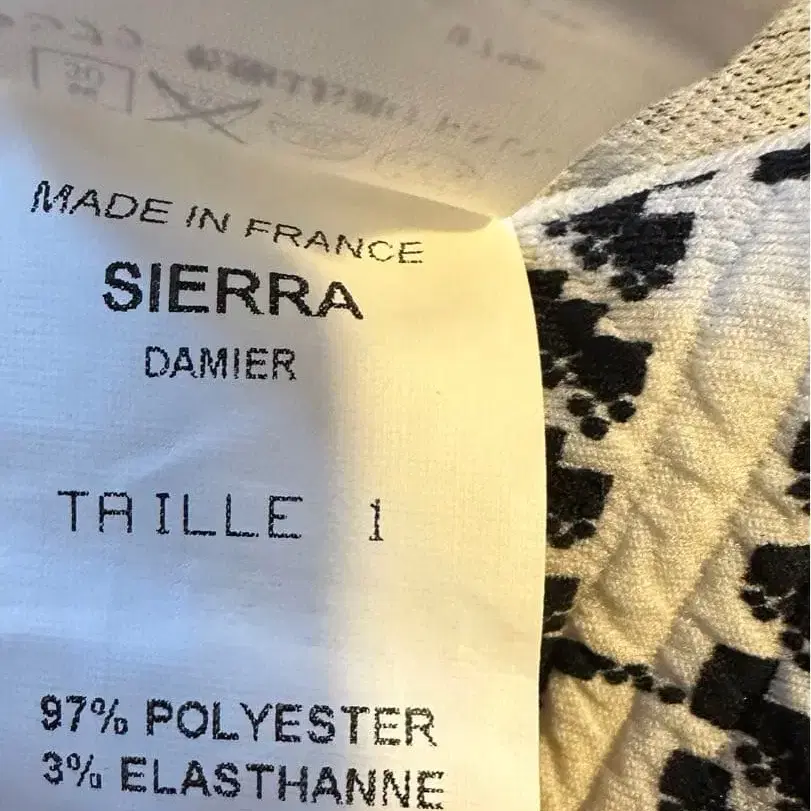 MADE IN FRANCE
SIERRA
DAMIER
TAILLE 1
97% POLYESTER
3% ELASTHANNE